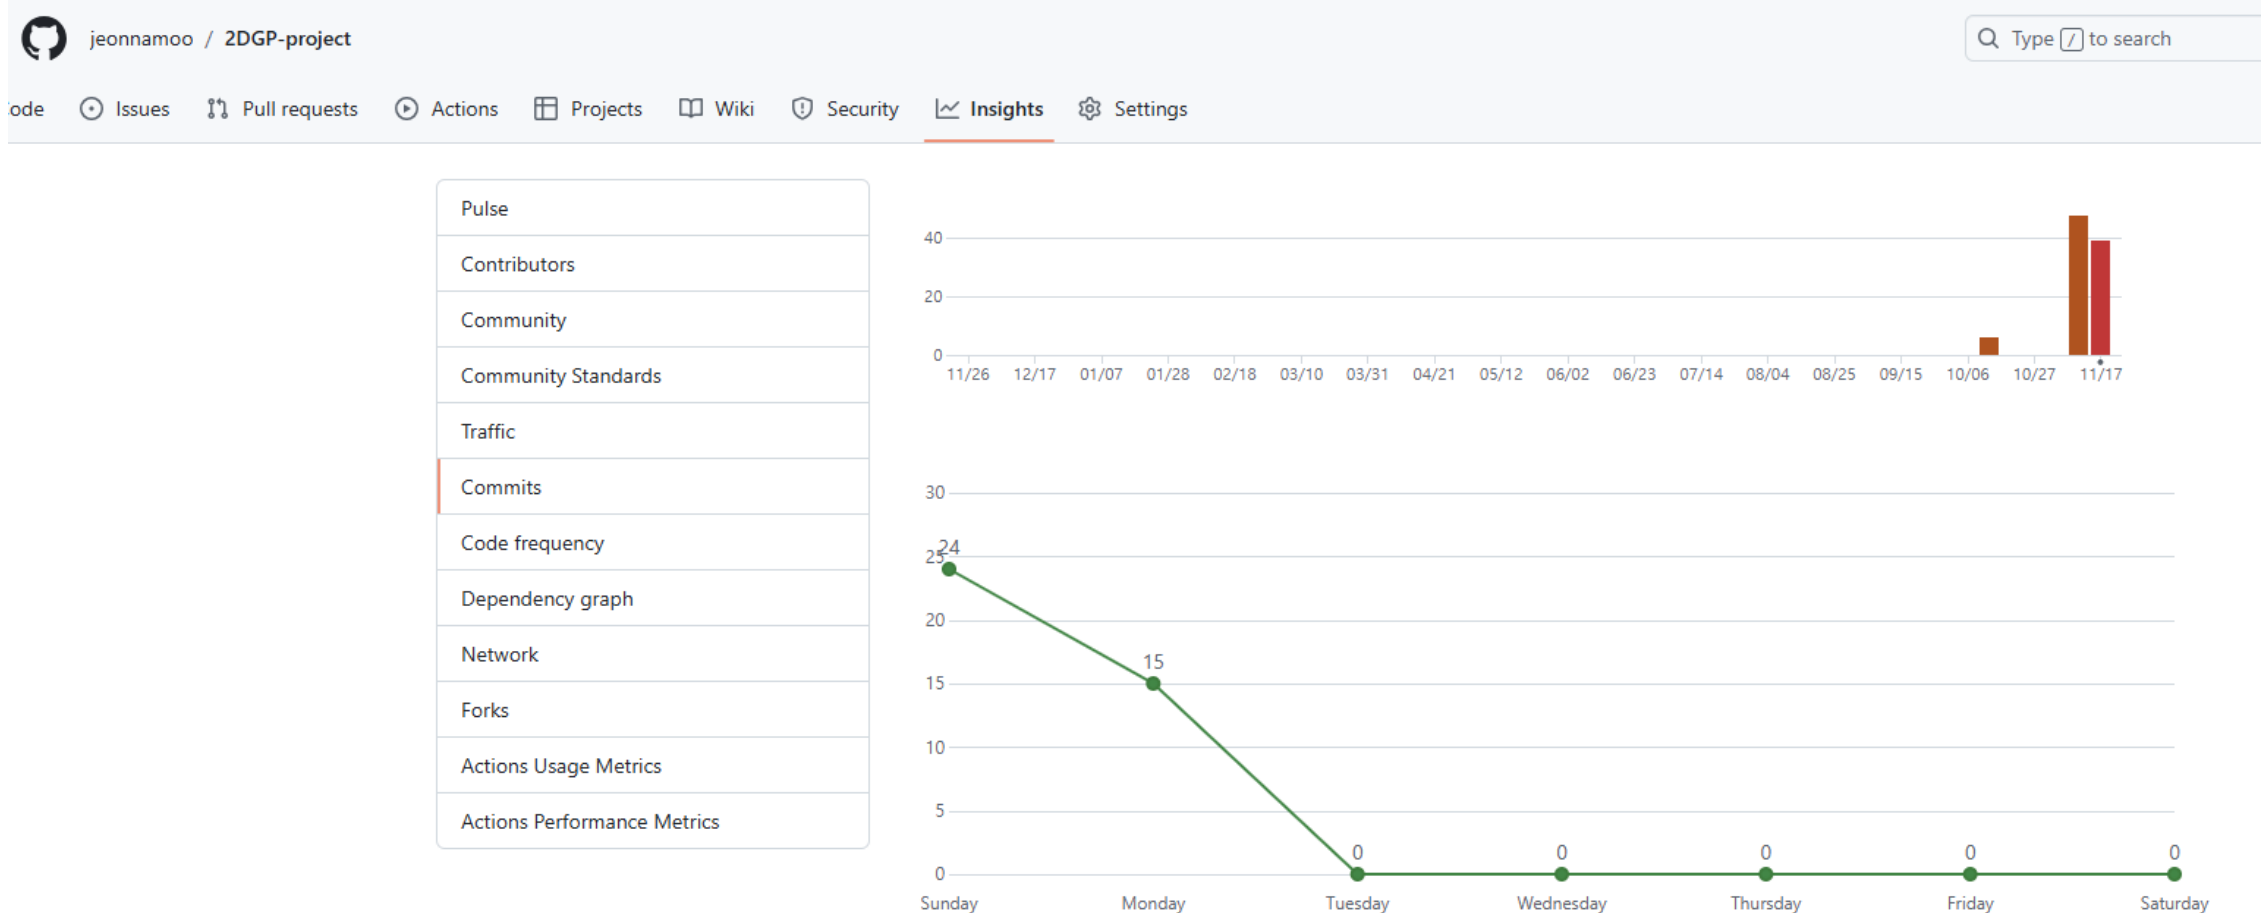 jeonnamoo / 2DGP-project
Type / to search
ode Issues Pull requests Actions Projects Wiki Security Insights Settings
Pulse
Contributors
Community
Community Standards
Traffic
Commits
Code frequency
Dependency graph
Network
Forks
Actions Usage Metrics
Actions Performance Metrics
40
20
0
11/26 12/17 01/07 01/28 02/18 03/10 03/31 04/21 05/12 06/02 06/23 07/14 08/04 08/25 09/15 10/06 10/27 11/17
30
24
25
20
15
15
10
5
0 0 0 0 0
0
Sunday Monday Tuesday Wednesday Thursday Friday Saturday